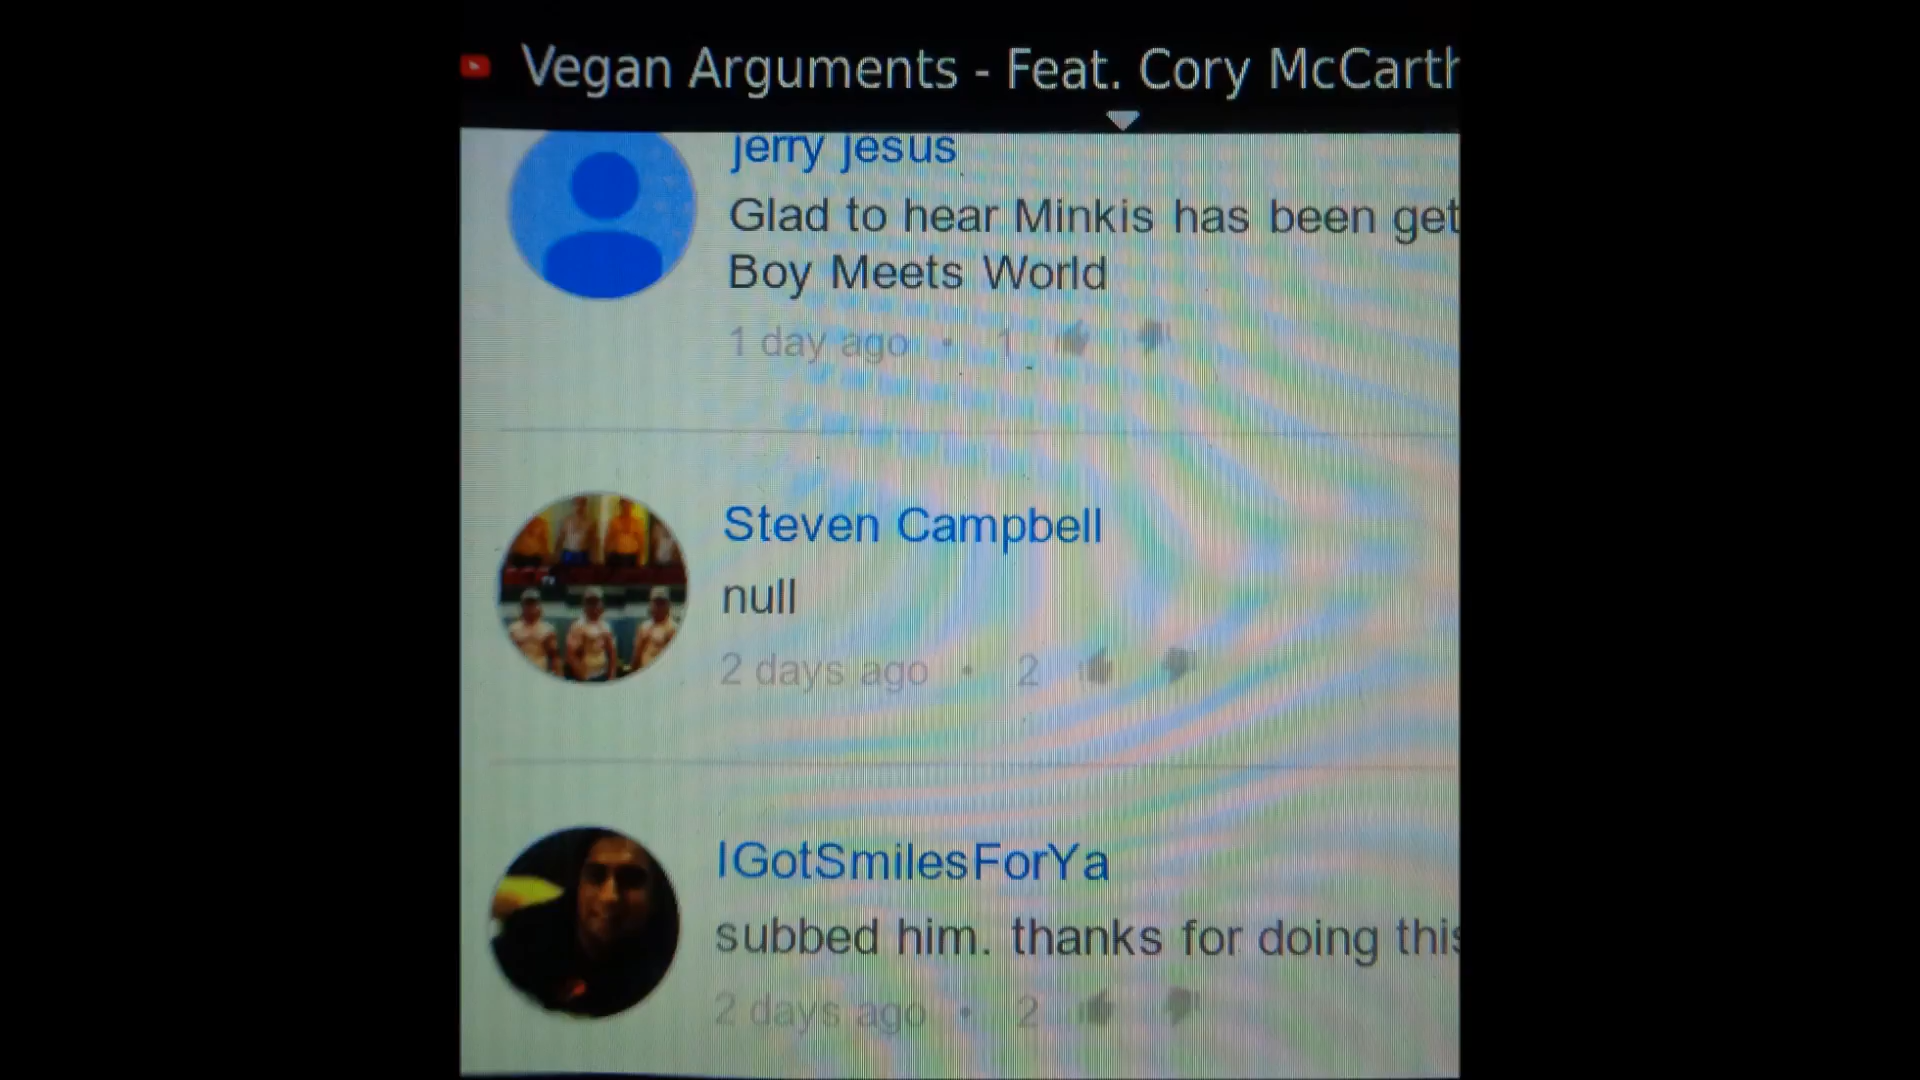 Vegan Arguments - Feat. Cory McCarth
Jerry Jesus
Glad to hear Minkis has been get
Boy Meets World
1 day ago • 1
Steven Campbell
null
2 days ago • 2
IGotSmilesForYa
subbed him. thanks for doing this
2 days ago • 2